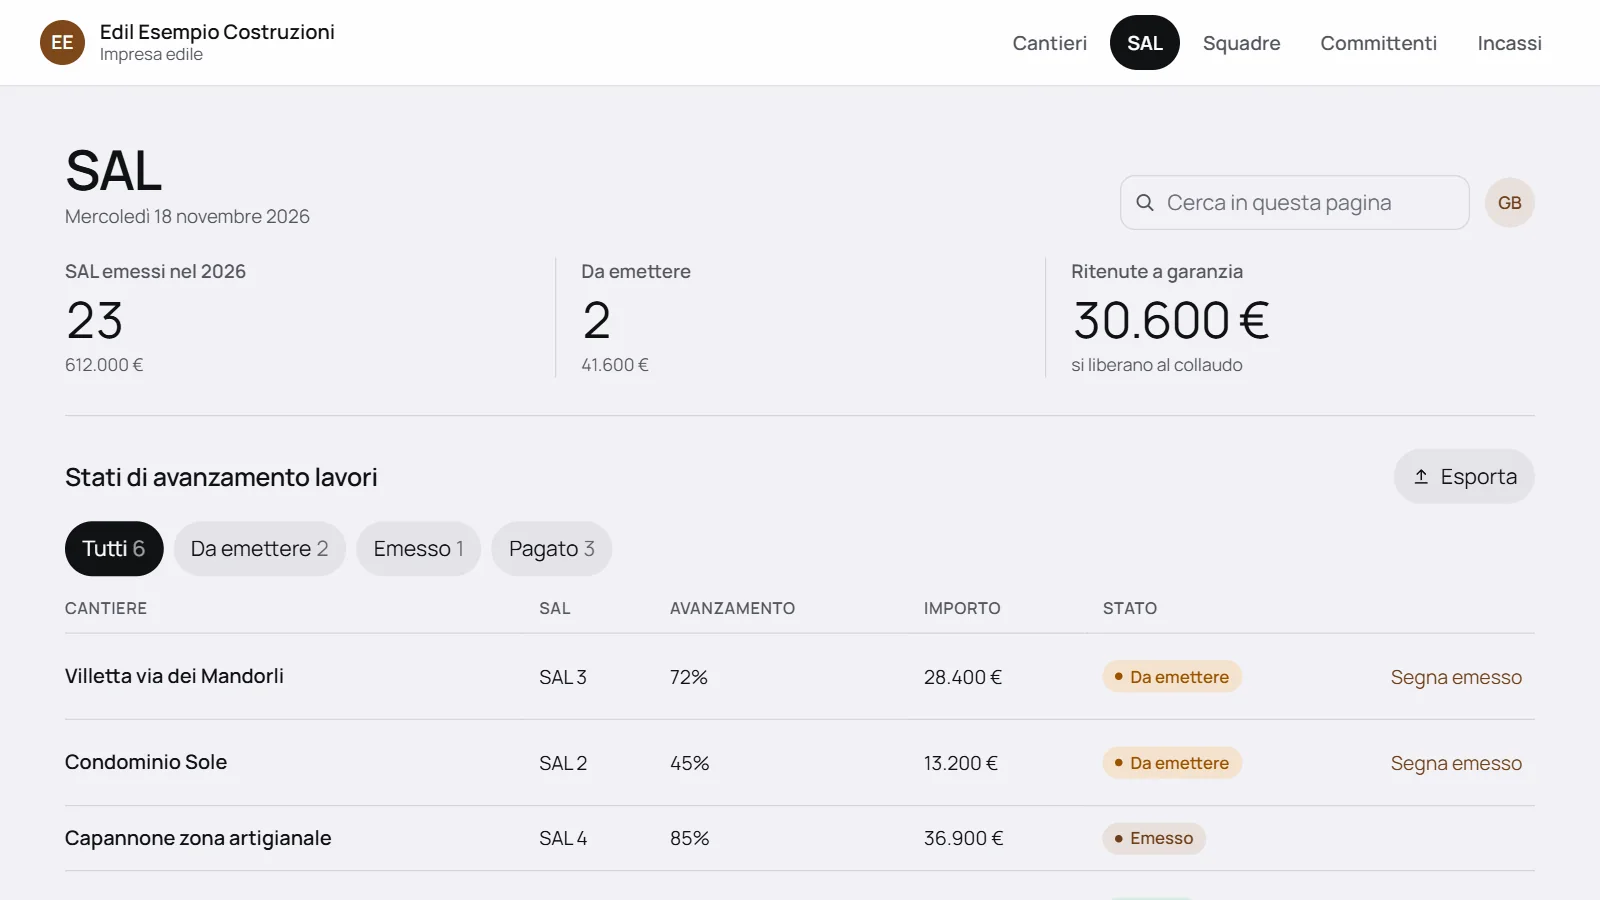 EE
Edil Esempio Costruzioni
Impresa edile
Cantieri
SAL
Squadre
Committenti
Incassi
SAL
Mercoledì 18 novembre 2026
Cerca in questa pagina
GB
SAL emessi nel 2026
23
612.000 €
Da emettere
2
41.600 €
Ritenute a garanzia
30.600 €
si liberano al collaudo
Stati di avanzamento lavori
Esporta
Tutti 6
Da emettere 2
Emesso 1
Pagato 3
CANTIERE SAL AVANZAMENTO IMPORTO STATO
Villetta via dei Mandorli SAL 3 72% 28.400 € Da emettere Segna emesso
Condominio Sole SAL 2 45% 13.200 € Da emettere Segna emesso
Capannone zona artigianale SAL 4 85% 36.900 € Emesso